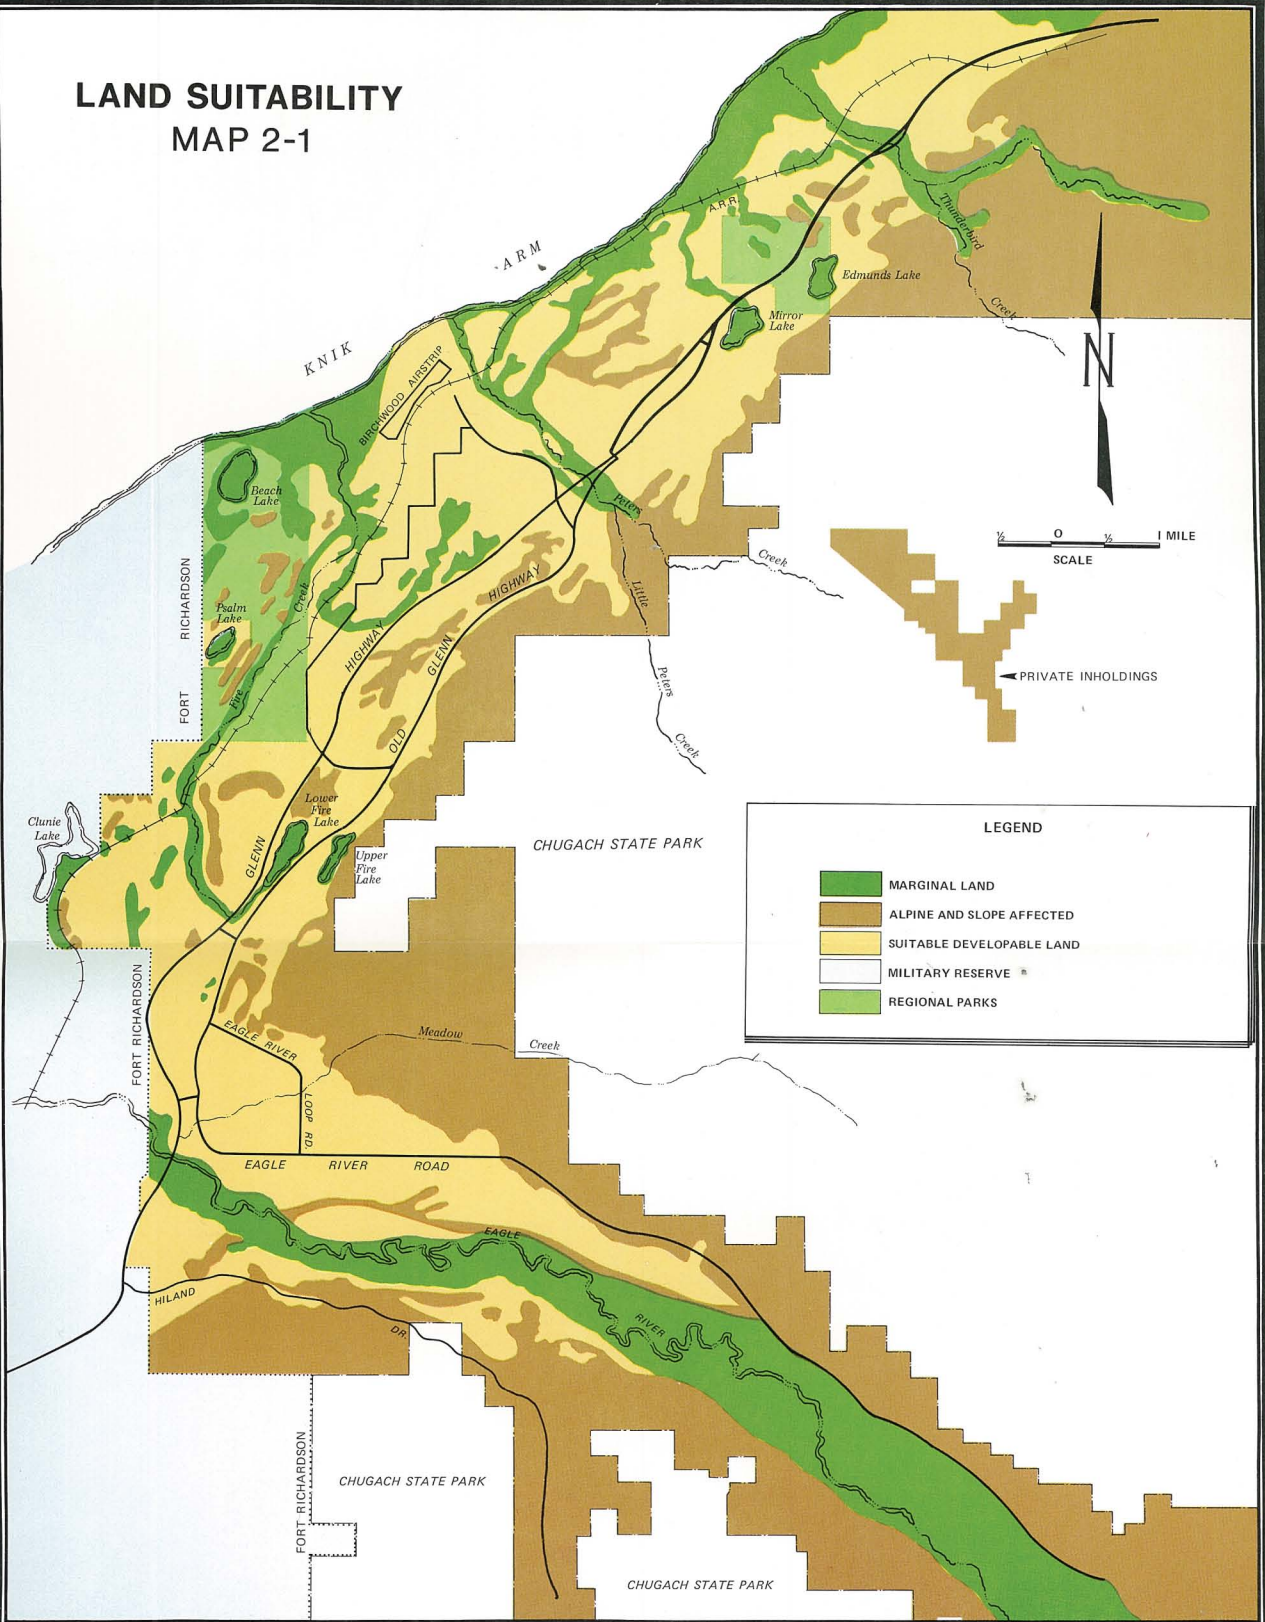 LAND SUITABILITY
MAP 2-1
KNIK
ARM
A.R.R.
Thunderbird
Creek
Edmunds Lake
Mirror
Lake
N
BIRCHWOOD AIRSTRIP
Beach
Lake
Peters
Creek
½ 0 ½ 1 MILE
SCALE
RICHARDSON
FORT
Psalm
Lake
Creek
Fire
HIGHWAY
HIGHWAY
GLENN
OLD
Little
Peters
Creek
PRIVATE INHOLDINGS
Clunie
Lake
Lower
Fire
Lake
GLENN
Upper
Fire
Lake
CHUGACH STATE PARK
LEGEND
MARGINAL LAND
ALPINE AND SLOPE AFFECTED
SUITABLE DEVELOPABLE LAND
MILITARY RESERVE
REGIONAL PARKS
FORT RICHARDSON
EAGLE RIVER
LOOP RD.
Meadow
Creek
EAGLE RIVER ROAD
EAGLE
RIVER
HILAND
DR.
FORT RICHARDSON
CHUGACH STATE PARK
CHUGACH STATE PARK